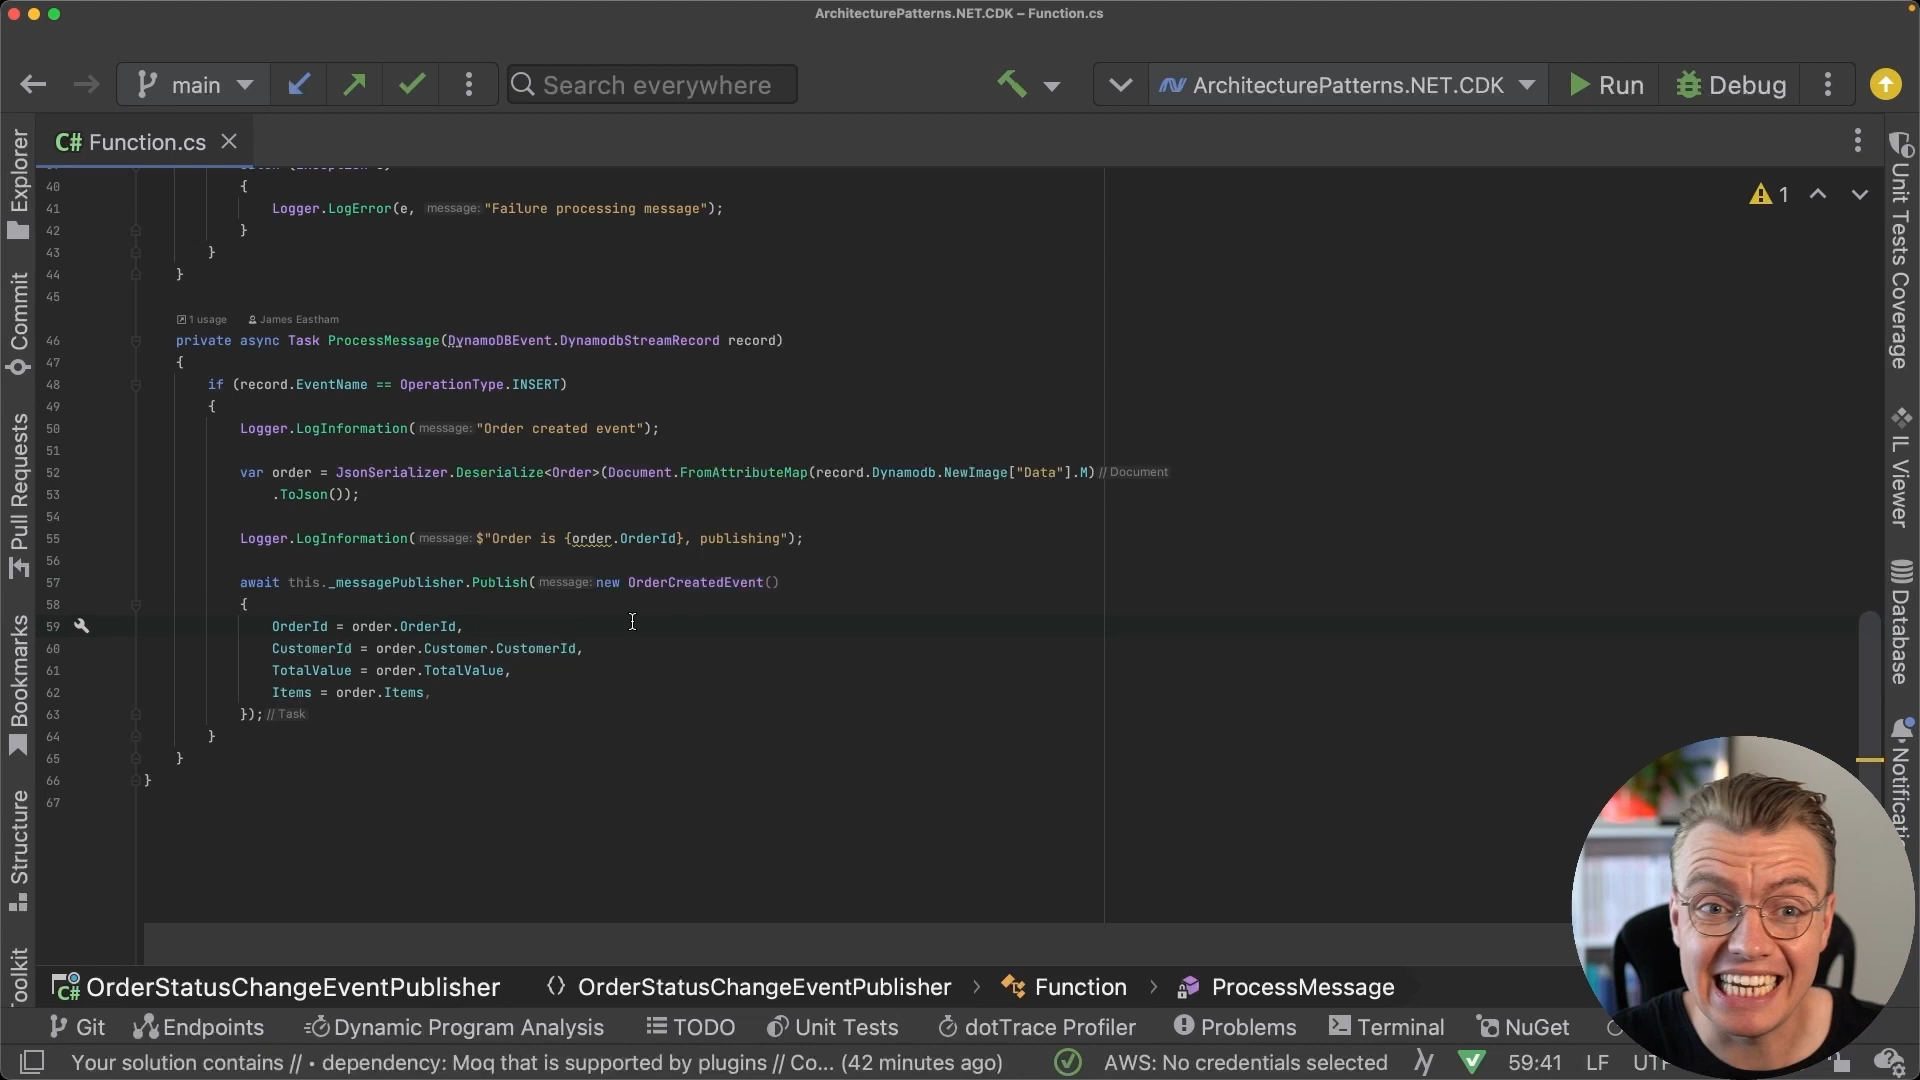 ArchitecturePatterns.NET.CDK – Function.cs
main
Search everywhere
ArchitecturePatterns.NET.CDK
Run
Debug
C# Function.cs
1
40 {
41 Logger.LogError(e, message: "Failure processing message");
42 }
43 }
44 }
45
1 usage James Eastham
46 private async Task ProcessMessage(DynamoDBEvent.DynamodbStreamRecord record)
47 {
48 if (record.EventName == OperationType.INSERT)
49 {
50 Logger.LogInformation( message: "Order created event");
51
52 var order = JsonSerializer.Deserialize<Order>(Document.FromAttributeMap(record.Dynamodb.NewImage["Data"].M) // Document
53 .ToJson());
54
55 Logger.LogInformation( message: $"Order is {order.OrderId}, publishing");
56
57 await this._messagePublisher.Publish( message: new OrderCreatedEvent()
58 {
59 OrderId = order.OrderId,
60 CustomerId = order.Customer.CustomerId,
61 TotalValue = order.TotalValue,
62 Items = order.Items,
63 }); // Task
64 }
65 }
66 }
67
Explorer
Commit
Pull Requests
Bookmarks
Structure
Unit Tests Coverage
IL Viewer
Database
C# OrderStatusChangeEventPublisher
OrderStatusChangeEventPublisher › Function › ProcessMessage
Git
Endpoints
Dynamic Program Analysis
TODO
Unit Tests
dotTrace Profiler
Problems
Terminal
NuGet
Your solution contains // • dependency: Moq that is supported by plugins // Co... (42 minutes ago)
AWS: No credentials selected
59:41
LF